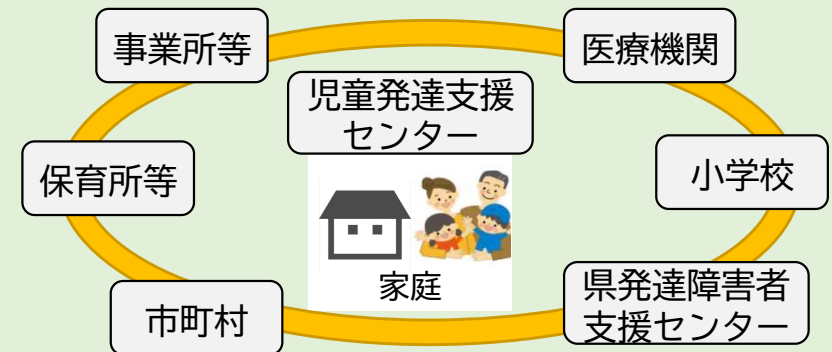 事業所等
医療機関
児童発達支援
センター
保育所等
小学校
家庭
市町村
県発達障害者
支援センター